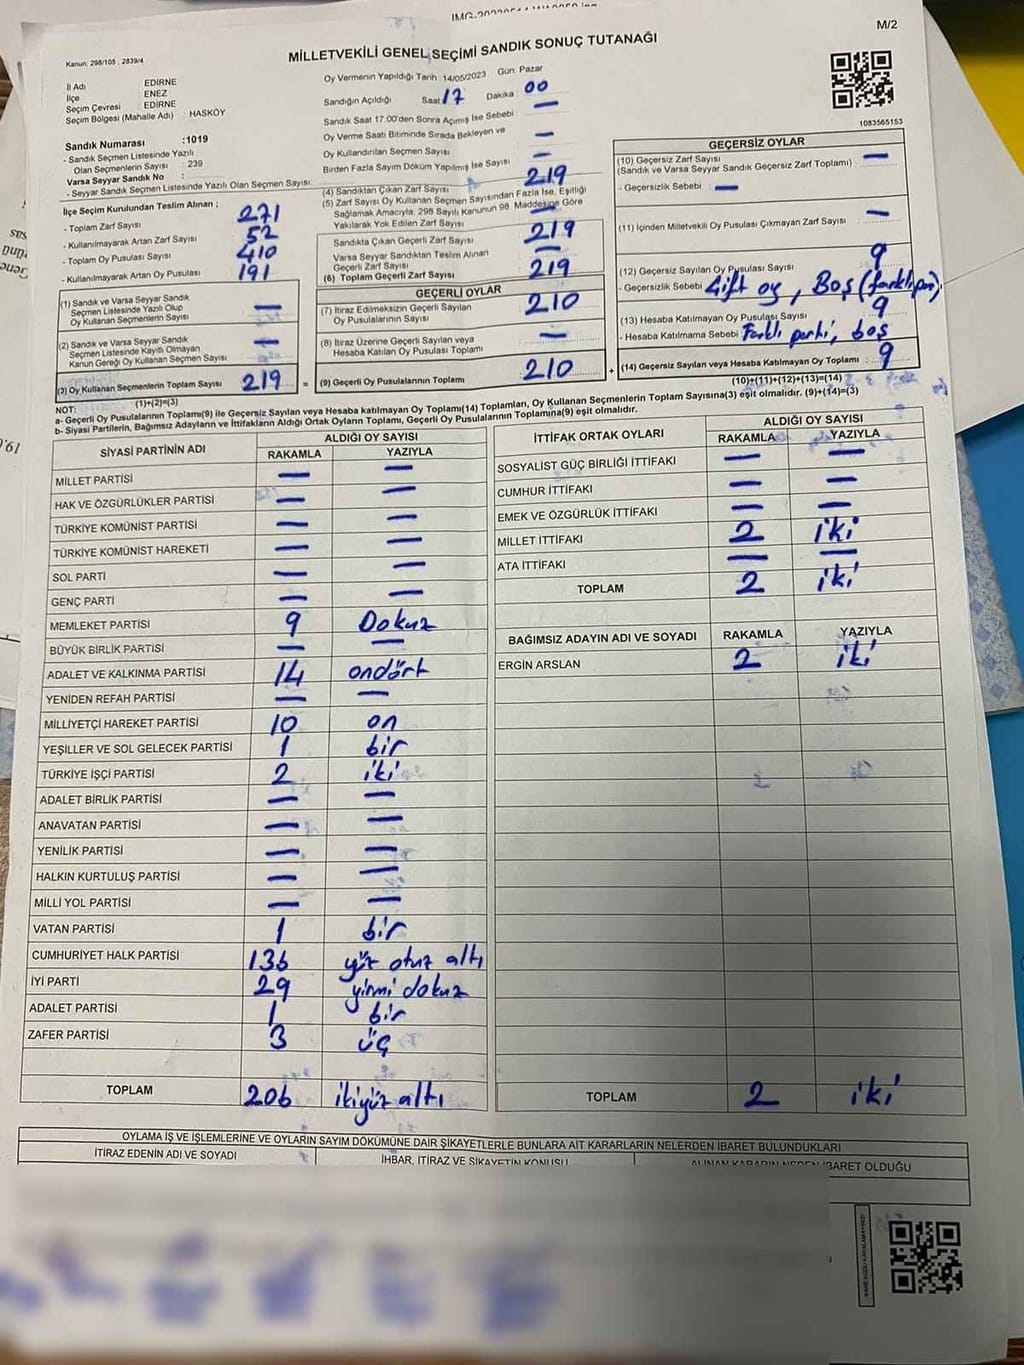 M/2
MİLLETVEKİLİ GENEL SEÇİMİ SANDIK SONUÇ TUTANAĞI
Kanun: 298/105 , 2839/4
İl Adı EDİRNE
İlçe ENEZ
Seçim Çevresi : EDİRNE
Seçim Bölgesi (Mahalle Adı) : HASKÖY
Sandık Numarası :1019
- Sandık Seçmen Listesinde Yazılı
Olan Seçmenlerin Sayısı : 239
Varsa Seyyar Sandık No :
- Seyyar Sandık Seçmen Listesinde Yazılı Olan Seçmen Sayısı:
Oy Vermenin Yapıldığı Tarih : 14/05/2023 Gün: Pazar
Sandığın Açıldığı Saat : 17 Dakika : 00
Sandık Saat 17:00'den Sonra Açımış İse Sebebi : —
Oy Verme Saati Bitiminde Sırada Bekleyen ve
Oy Kullandırılan Seçmen Sayısı —
Birden Fazla Sayım Döküm Yapılmış İse Sayısı —
(4) Sandıktan Çıkan Zarf Sayısı 219
(5) Zarf Sayısı Oy Kullanan Seçmen Sayısından Fazla İse, Eşitliği
Sağlamak Amacıyla; 298 Sayılı Kanunun 98. Maddesine Göre
Yakılarak Yok Edilen Zarf Sayısı —
Sandıkta Çıkan Geçerli Zarf Sayısı 219
Varsa Seyyar Sandıktan Teslim Alınan
Geçerli Zarf Sayısı —
(6) Toplam Geçerli Zarf Sayısı 219
İlçe Seçim Kurulundan Teslim Alınan ;
- Toplam Zarf Sayısı 271
- Kullanılmayarak Artan Zarf Sayısı 52
- Toplam Oy Pusulası Sayısı 410
- Kullanılmayarak Artan Oy Pusulası 191
(1) Sandık ve Varsa Seyyar Sandık
Seçmen Listesinde Yazılı Olup
Oy Kullanan Seçmenlerin Sayısı —
(2) Sandık ve Varsa Seyyar Sandık
Seçmen Listesinde Kayıtlı Olmayan
Kanun Gereği Oy Kullanan Seçmen Sayısı —
(3) Oy Kullanan Seçmenlerin Toplam Sayısı 219
(1)+(2)=(3)
GEÇERLİ OYLAR
(7) İtiraz Edilmeksizin Geçerli Sayılan
Oy Pusulalarının Sayısı 210
(8) İtiraz Üzerine Geçerli Sayılan veya
Hesaba Katılan Oy Pusulası Toplamı —
= (9) Geçerli Oy Pusulalarının Toplamı 210 +
1083565153
GEÇERSİZ OYLAR
(10) Geçersiz Zarf Sayısı —
(Sandık ve Varsa Seyyar Sandık Geçersiz Zarf Toplamı)
- Geçersizlik Sebebi : —
(11) İçinden Milletvekili Oy Pusulası Çıkmayan Zarf Sayısı —
(12) Geçersiz Sayılan Oy Pusulası Sayısı 9
- Geçersizlik Sebebi Çift oy, Boş
(13) Hesaba Katılmayan Oy Pusulası Sayısı 9
- Hesaba Katılmama Sebebi Farklı parti, boş
(14) Geçersiz Sayılan veya Hesaba Katılmayan Oy Toplamı 9
(10)+(11)+(12)+(13)=(14)
NOT:
a- Geçerli Oy Pusulalarının Toplamı(9) ile Geçersiz Sayılan veya Hesaba katılmayan Oy Toplamı(14) Toplamları, Oy Kullanan Seçmenlerin Toplam Sayısına(3) eşit olmalıdır. (9)+(14)=(3)
b- Siyasi Partilerin, Bağımsız Adayların ve İttifakların Aldığı Ortak Oyların Toplamı, Geçerli Oy Pusulalarının Toplamına(9) eşit olmalıdır.
SİYASİ PARTİNİN ADI ALDIĞI OY SAYISI
RAKAMLA YAZIYLA
MİLLET PARTİSİ — —
HAK VE ÖZGÜRLÜKLER PARTİSİ — —
TÜRKİYE KOMÜNİST PARTİSİ — —
TÜRKİYE KOMÜNİST HAREKETİ — —
SOL PARTİ — —
GENÇ PARTİ — —
MEMLEKET PARTİSİ 9 Dokuz
BÜYÜK BİRLİK PARTİSİ — —
ADALET VE KALKINMA PARTİSİ 14 ondört
YENİDEN REFAH PARTİSİ — —
MİLLİYETÇİ HAREKET PARTİSİ 10 on
YEŞİLLER VE SOL GELECEK PARTİSİ 1 bir
TÜRKİYE İŞÇİ PARTİSİ 2 iki
ADALET BİRLİK PARTİSİ — —
ANAVATAN PARTİSİ — —
YENİLİK PARTİSİ — —
HALKIN KURTULUŞ PARTİSİ — —
MİLLİ YOL PARTİSİ — —
VATAN PARTİSİ 1 bir
CUMHURİYET HALK PARTİSİ 136 yüz otuz altı
İYİ PARTİ 29 yirmi dokuz
ADALET PARTİSİ 1 bir
ZAFER PARTİSİ 3 üç
TOPLAM 206 ikiyüz altı
İTTİFAK ORTAK OYLARI ALDIĞI OY SAYISI
RAKAMLA YAZIYLA
SOSYALİST GÜÇ BİRLİĞİ İTTİFAKI — —
CUMHUR İTTİFAKI — —
EMEK VE ÖZGÜRLÜK İTTİFAKI — —
MİLLET İTTİFAKI 2 iki
ATA İTTİFAKI — —
TOPLAM 2 iki
BAĞIMSIZ ADAYIN ADI VE SOYADI RAKAMLA YAZIYLA
ERGİN ARSLAN 2 iki
TOPLAM 2 iki
OYLAMA İŞ VE İŞLEMLERİNE VE OYLARIN SAYIM DÖKÜMÜNE DAİR ŞİKAYETLERLE BUNLARA AİT KARARLARIN NELERDEN İBARET BULUNDUKLARI
İTİRAZ EDENİN ADI VE SOYADI İHBAR, İTİRAZ VE ŞİKAYETİN KONUSU ALINAN KARARIN NEDEN İBARET OLDUĞU